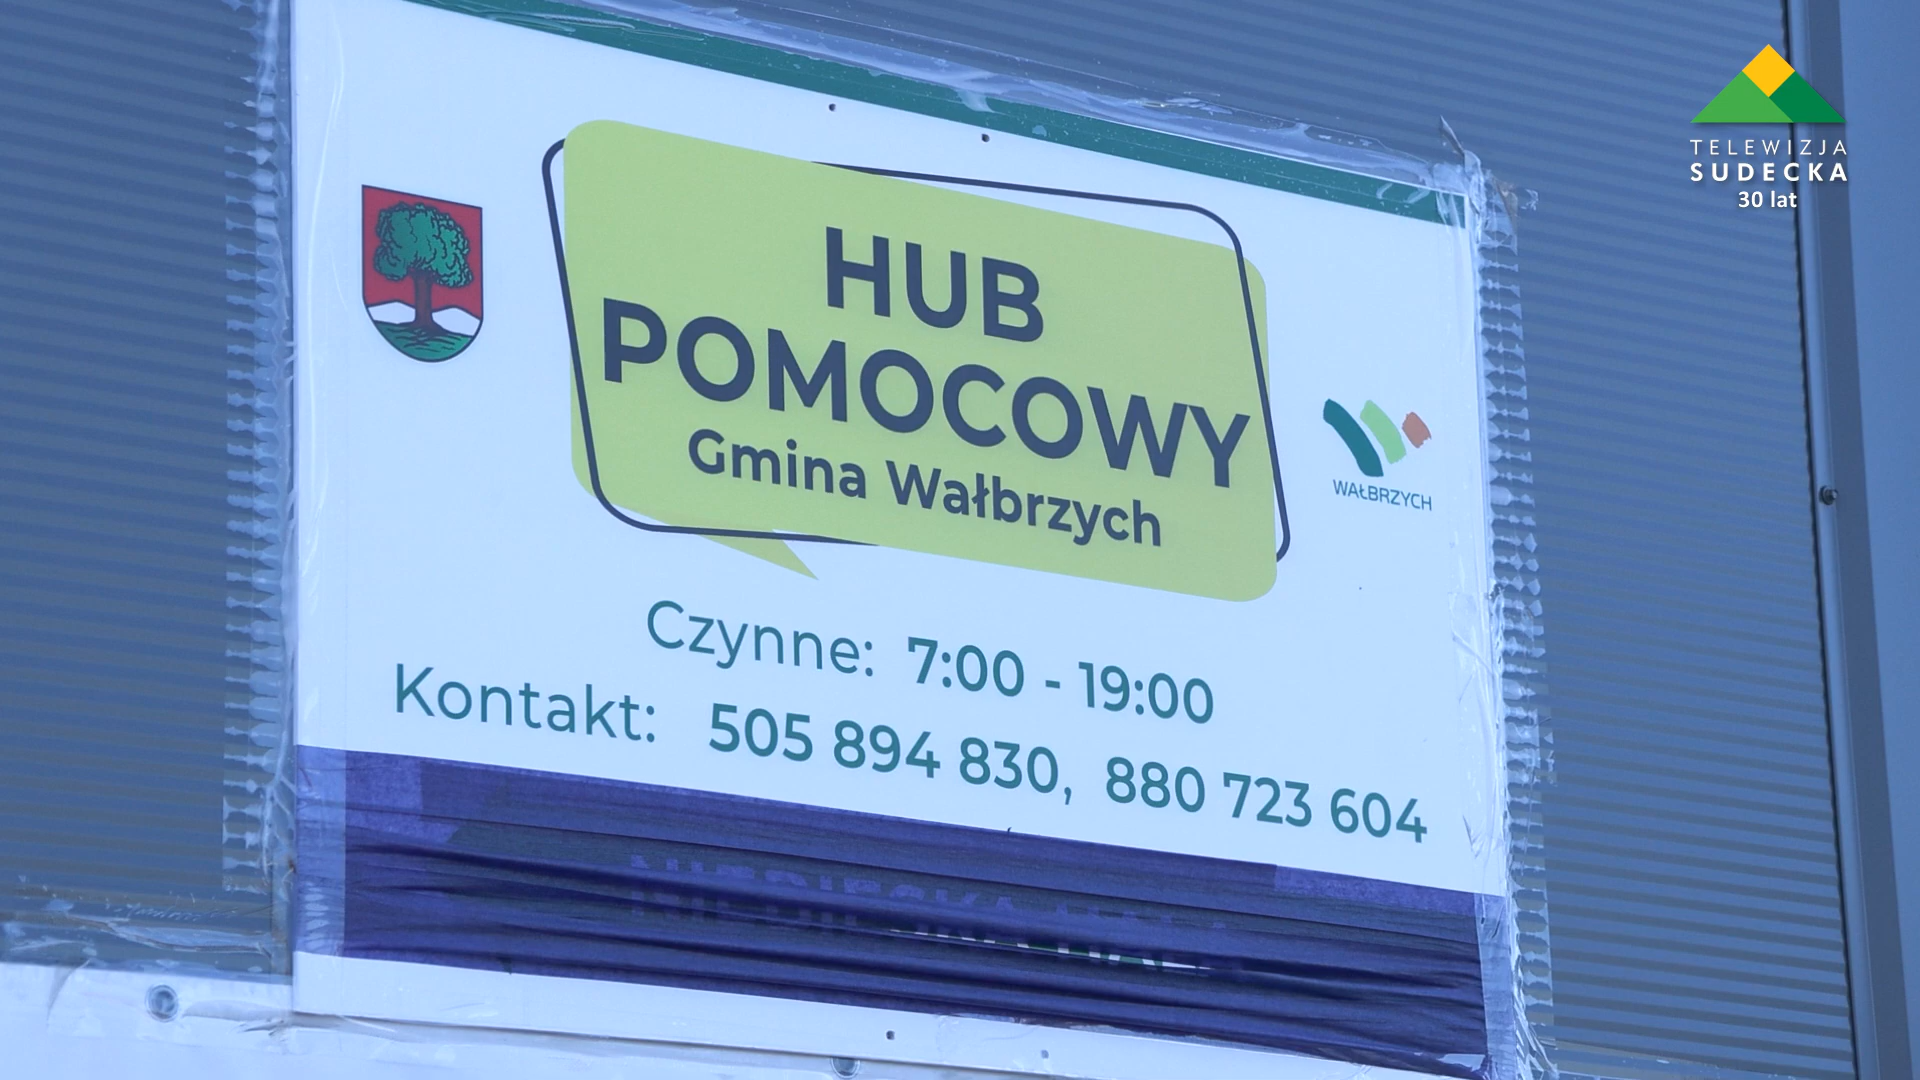 TELEWIZJA
SUDECKA
30 lat
HUB
POMOCOWY
Gmina Wałbrzych
WAŁBRZYCH
Czynne: 7:00 - 19:00
Kontakt: 505 894 830, 880 723 604